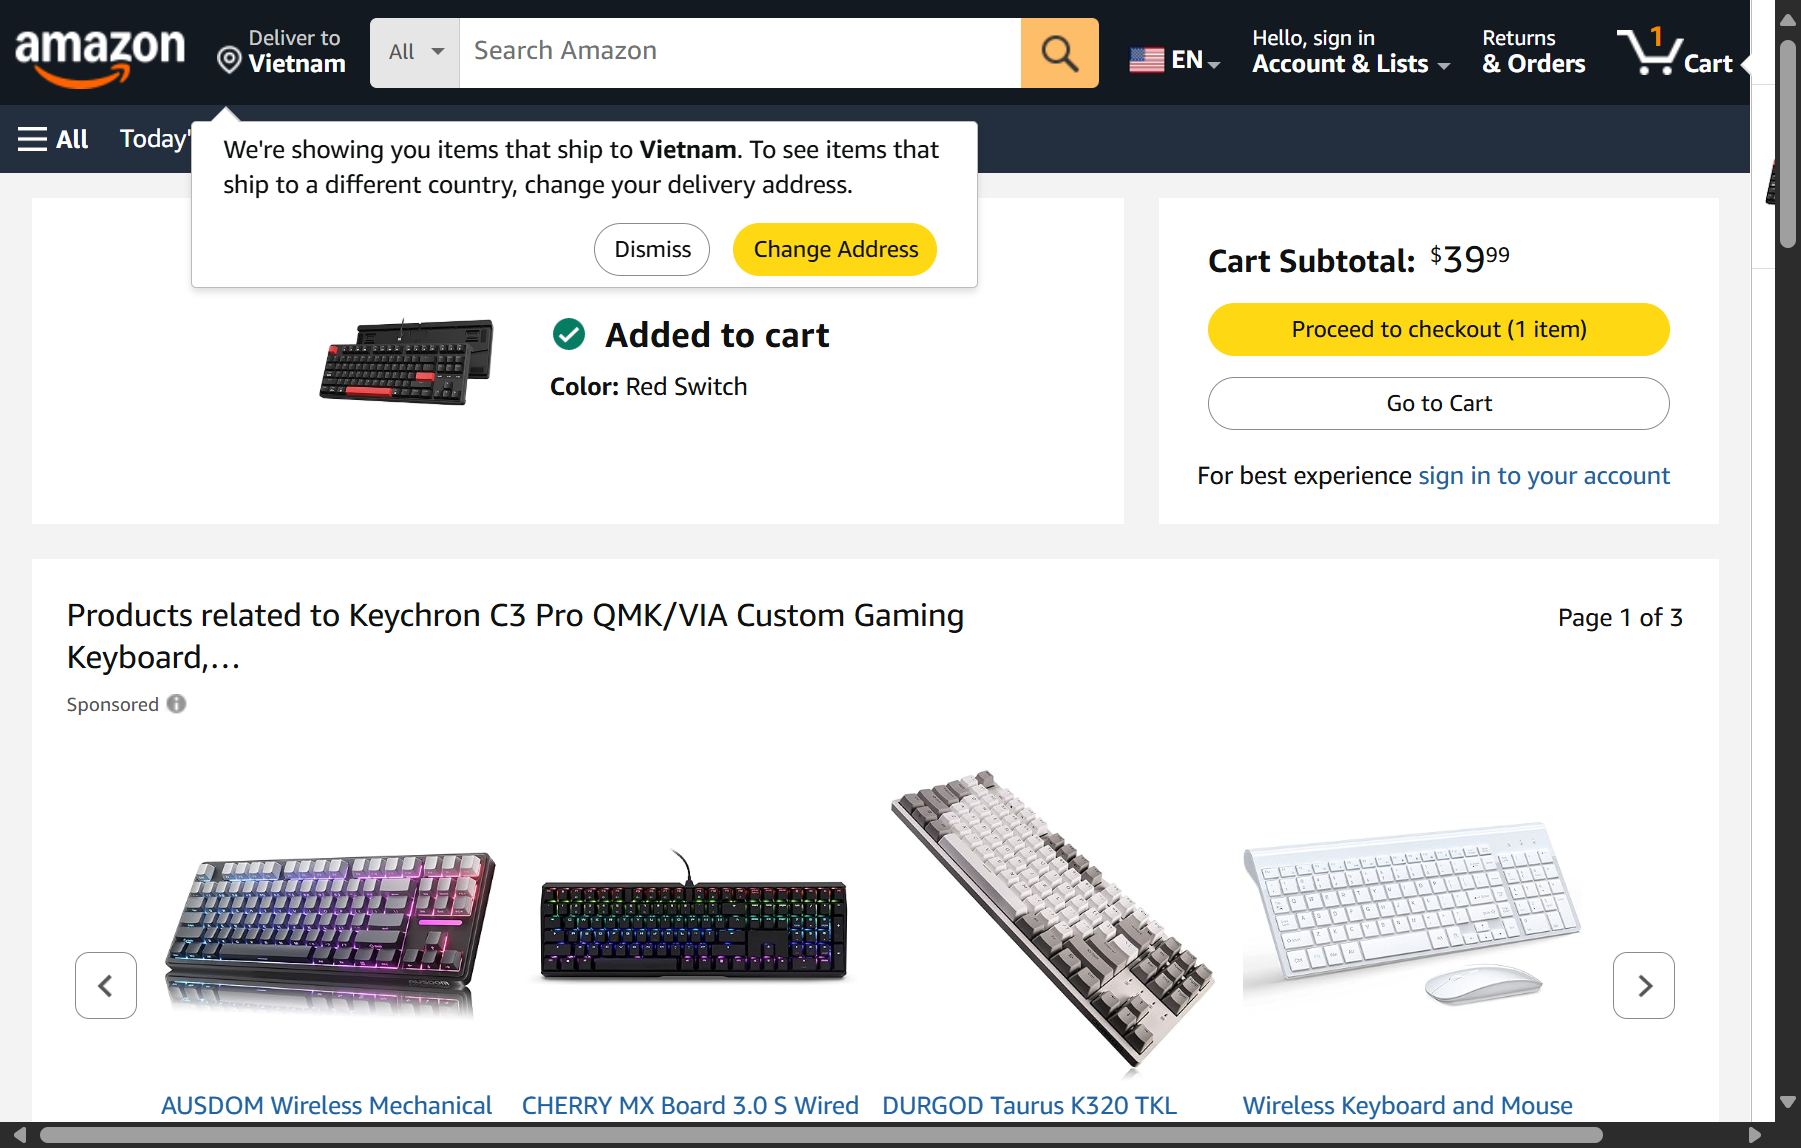 amazon
Deliver to
Vietnam
All
Search Amazon
EN
Hello, sign in
Account & Lists
Returns
& Orders
1
Cart
All
Today'
We're showing you items that ship to Vietnam. To see items that
ship to a different country, change your delivery address.
Dismiss
Change Address
Added to cart
Color: Red Switch
Cart Subtotal: $39.99
Proceed to checkout (1 item)
Go to Cart
For best experience sign in to your account
Products related to Keychron C3 Pro QMK/VIA Custom Gaming
Keyboard,…
Page 1 of 3
Sponsored
AUSDOM Wireless Mechanical
CHERRY MX Board 3.0 S Wired
DURGOD Taurus K320 TKL
Wireless Keyboard and Mouse